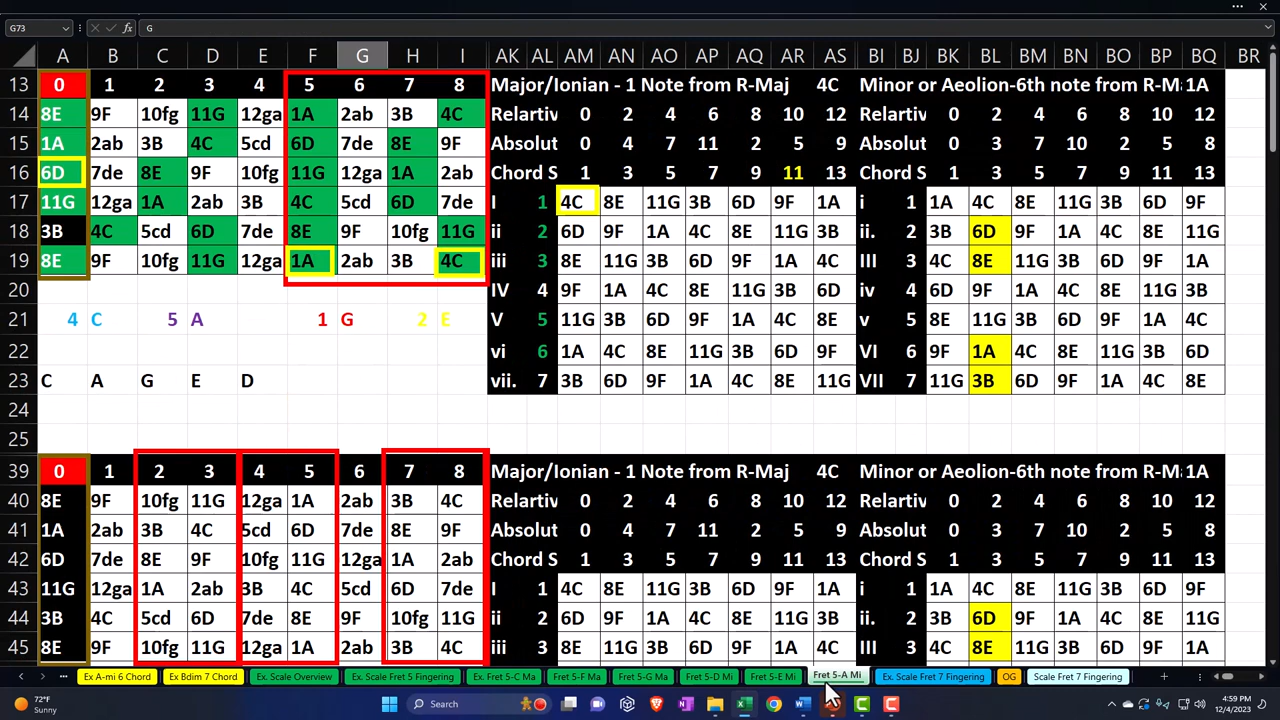 G73 G
A B C D E F G H I AK AL AM AN AO AP AQ AR AS BI BJ BK BL BM BN BO BP BQ BR
13 0 1 2 3 4 5 6 7 8 Major/Ionian - 1 Note from R-Maj 4C Minor or Aeolion-6th note from R-M 1A
14 8E 9F 10fg 11G 12ga 1A 2ab 3B 4C Relartiv 0 2 4 6 8 10 12 Relartiv 0 2 4 6 8 10 12
15 1A 2ab 3B 4C 5cd 6D 7de 8E 9F Absolut 0 4 7 11 2 5 9 Absolut 0 3 7 10 2 5 8
16 6D 7de 8E 9F 10fg 11G 12ga 1A 2ab Chord S 1 3 5 7 9 11 13 Chord S 1 3 5 7 9 11 13
17 11G 12ga 1A 2ab 3B 4C 5cd 6D 7de I 1 4C 8E 11G 3B 6D 9F 1A i 1 1A 4C 8E 11G 3B 6D 9F
18 3B 4C 5cd 6D 7de 8E 9F 10fg 11G ii 2 6D 9F 1A 4C 8E 11G 3B ii. 2 3B 6D 9F 1A 4C 8E 11G
19 8E 9F 10fg 11G 12ga 1A 2ab 3B 4C iii 3 8E 11G 3B 6D 9F 1A 4C III 3 4C 8E 11G 3B 6D 9F 1A
20 IV 4 9F 1A 4C 8E 11G 3B 6D iv 4 6D 9F 1A 4C 8E 11G 3B
21 4 C 5 A 1 G 2 E V 5 11G 3B 6D 9F 1A 4C 8E v 5 8E 11G 3B 6D 9F 1A 4C
22 vi 6 1A 4C 8E 11G 3B 6D 9F VI 6 9F 1A 4C 8E 11G 3B 6D
23 C A G E D vii. 7 3B 6D 9F 1A 4C 8E 11G VII 7 11G 3B 6D 9F 1A 4C 8E
24
25
39 0 1 2 3 4 5 6 7 8 Major/Ionian - 1 Note from R-Maj 4C Minor or Aeolion-6th note from R-M 1A
40 8E 9F 10fg 11G 12ga 1A 2ab 3B 4C Relartiv 0 2 4 6 8 10 12 Relartiv 0 2 4 6 8 10 12
41 1A 2ab 3B 4C 5cd 6D 7de 8E 9F Absolut 0 4 7 11 2 5 9 Absolut 0 3 7 10 2 5 8
42 6D 7de 8E 9F 10fg 11G 12ga 1A 2ab Chord S 1 3 5 7 9 11 13 Chord S 1 3 5 7 9 11 13
43 11G 12ga 1A 2ab 3B 4C 5cd 6D 7de I 1 4C 8E 11G 3B 6D 9F 1A i 1 1A 4C 8E 11G 3B 6D 9F
44 3B 4C 5cd 6D 7de 8E 9F 10fg 11G ii 2 6D 9F 1A 4C 8E 11G 3B ii. 2 3B 6D 9F 1A 4C 8E 11G
45 8E 9F 10fg 11G 12ga 1A 2ab 3B 4C iii 3 8E 11G 3B 6D 9F 1A 4C III 3 4C 8E 11G 3B 6D 9F 1A
Ex A-mi 6 Chord Ex Bdim 7 Chord Ex. Scale Overview Ex. Scale Fret 5 Fingering Ex. Fret 5-C Ma Fret 5-F Ma Fret 5-G Ma Fret 5-D Mi Fret 5-E Mi Fret 5-A Mi Ex. Scale Fret 7 Fingering OG Scale Fret 7 Fingering
72°F
Sunny
Search
4:59 PM
12/4/2023